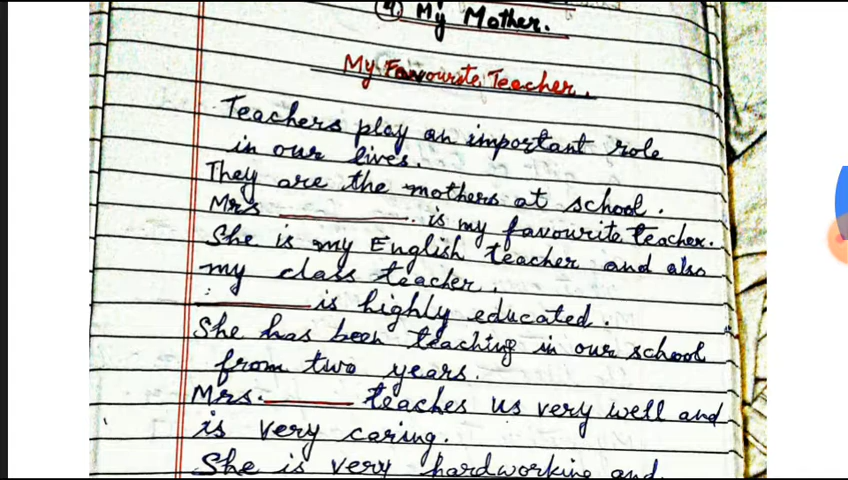 (9) My Mother.
My Favourite Teacher.
Teachers play an important role
in our lives.
They are the mothers at school.
Mrs ________. is my favourite teacher.
She is my English teacher and also
my class teacher.
________ is highly educated.
She has been teaching in our school
from two years.
Mrs. ________ teaches us very well and
is very caring.
She is very hardworking and